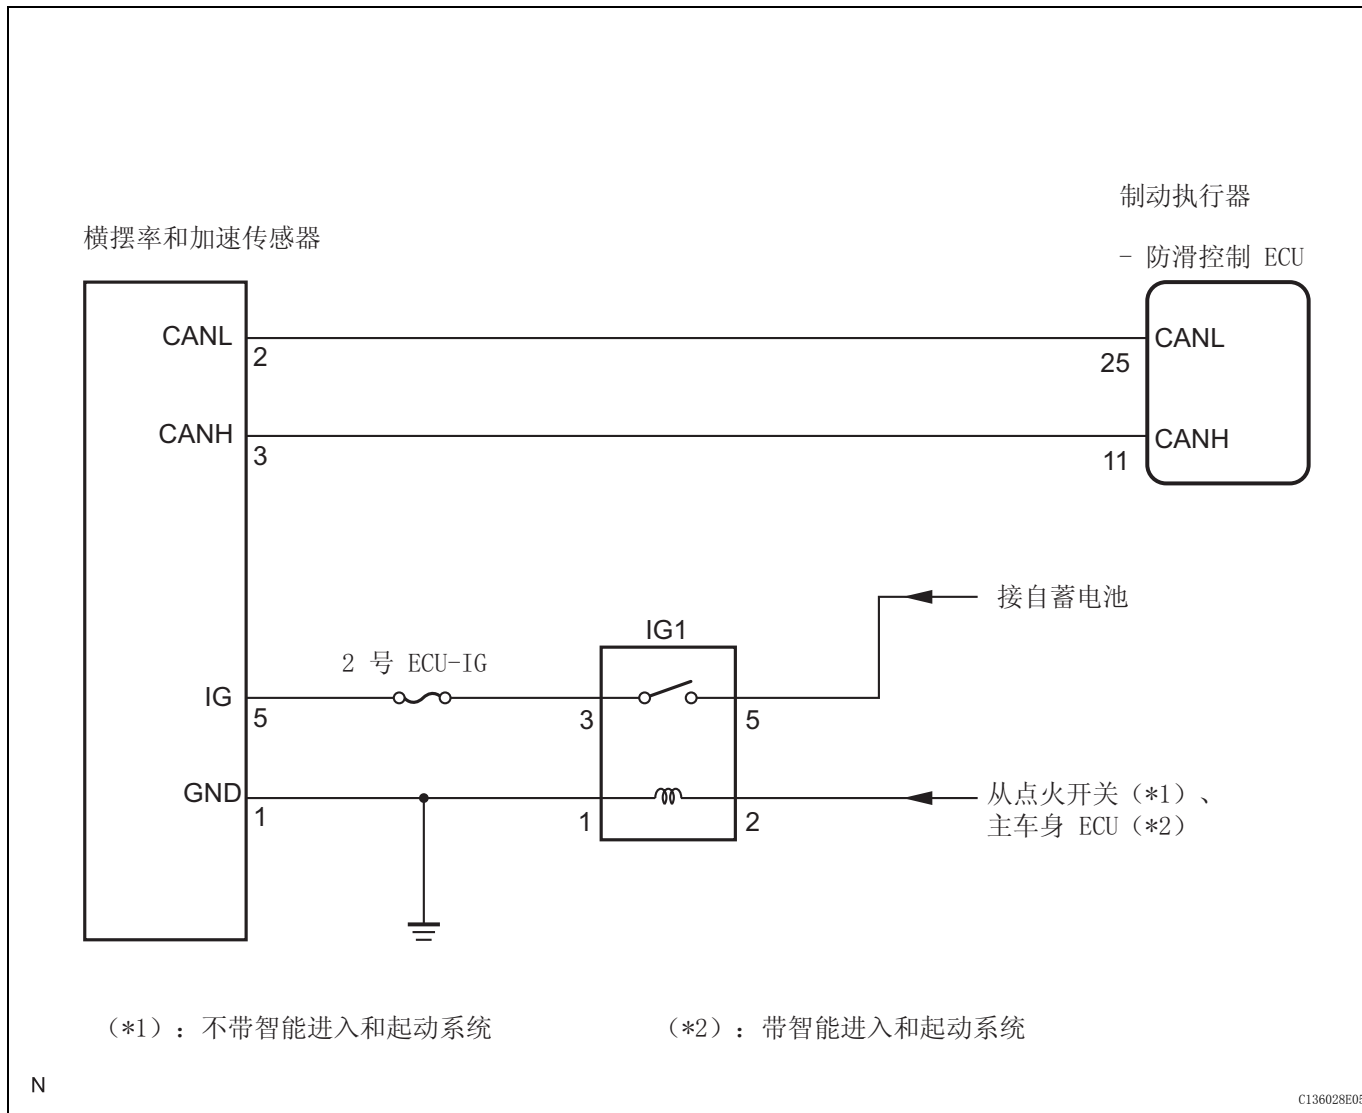 制动执行器
- 防滑控制 ECU
横摆率和加速传感器
CANL
2
25
CANL
CANH
3
11
CANH
接自蓄电池
IG1
2 号 ECU-IG
IG
5
3
5
GND
1
1
2
从点火开关（*1）、
主车身 ECU（*2）
（*1）：不带智能进入和起动系统
（*2）：带智能进入和起动系统
N
C136028E05